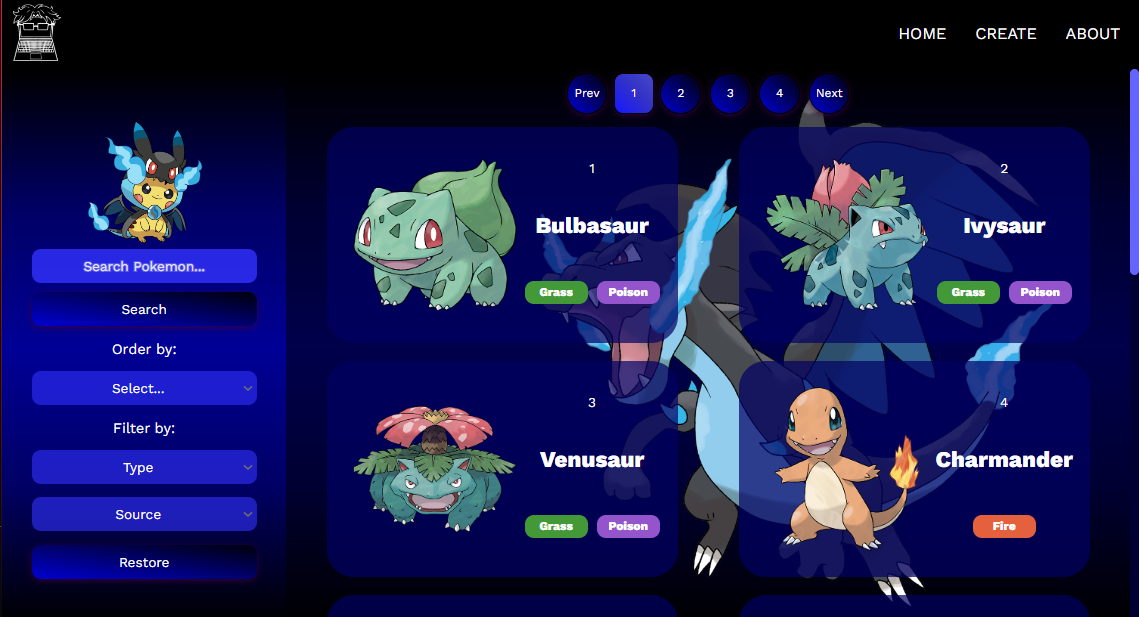 HOME CREATE ABOUT
Prev 1 2 3 4 Next
Search Pokemon...
Search
Order by:
Select...
Filter by:
Type
Source
Restore
1
Bulbasaur
Grass Poison
2
Ivysaur
Grass Poison
3
Venusaur
Grass Poison
4
Charmander
Fire